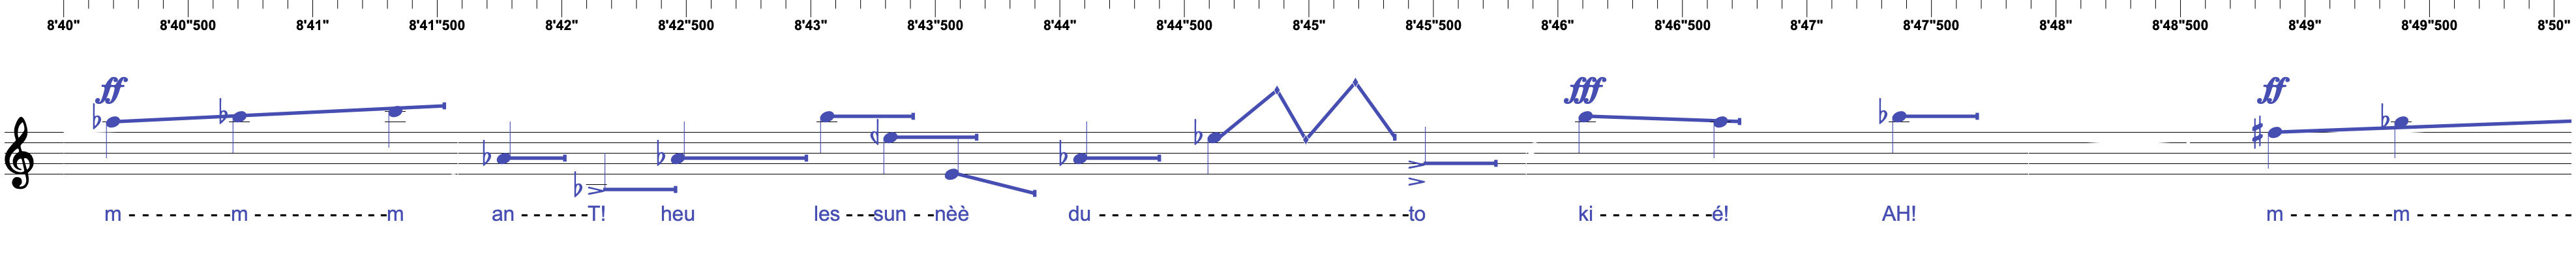 8'40" 8'40"500 8'41" 8'41"500 8'42" 8'42"500 8'43" 8'43"500 8'44" 8'44"500 8'45" 8'45"500 8'46" 8'46"500 8'47" 8'47"500 8'48" 8'48"500 8'49" 8'49"500 8'50"
ff fff ff
m - - - - - - - - - -m - - - - - - - - - - - - -m an - - - - - -T! heu les - - -sun - -nèè du - - - - - - - - - - - - - - - - - - - - - - - - - - - - - -to ki - - - - - - - - - -é! AH! m - - - - - - - - - -m - - - - - - - - - - - - - - - -